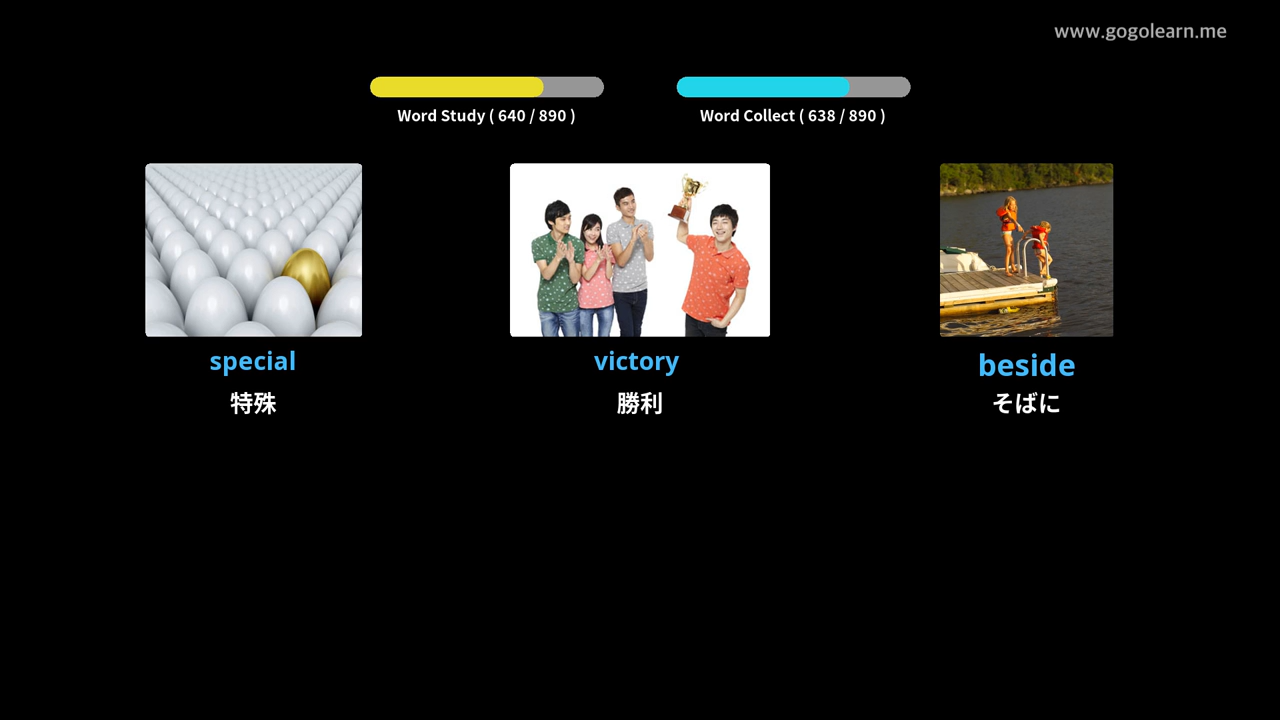 www.gogolearn.me
Word Study ( 640 / 890 )
Word Collect ( 638 / 890 )
special
特殊
victory
勝利
beside
そばに